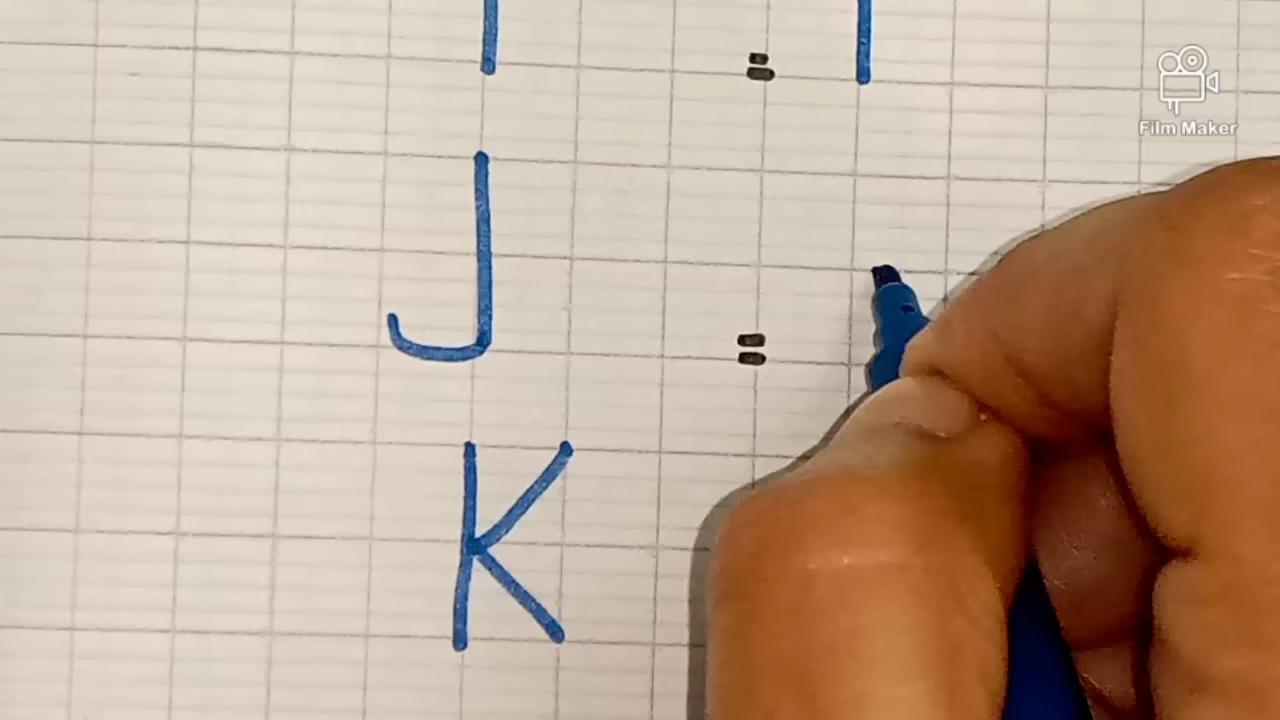 =
Film Maker
J =
K